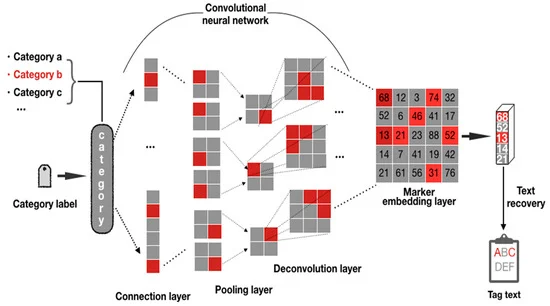 Convolutional
neural network
· Category a
· Category b
· Category c
...
category
Category label
...
...
...
68 12 3 74 32
52 6 46 41 17
13 21 23 88 52
14 7 41 19 42
21 61 56 31 76
68
52
13
14
21
Marker
embedding layer
Text
recovery
ABC
DEF
Tag text
Deconvolution layer
Pooling layer
Connection layer